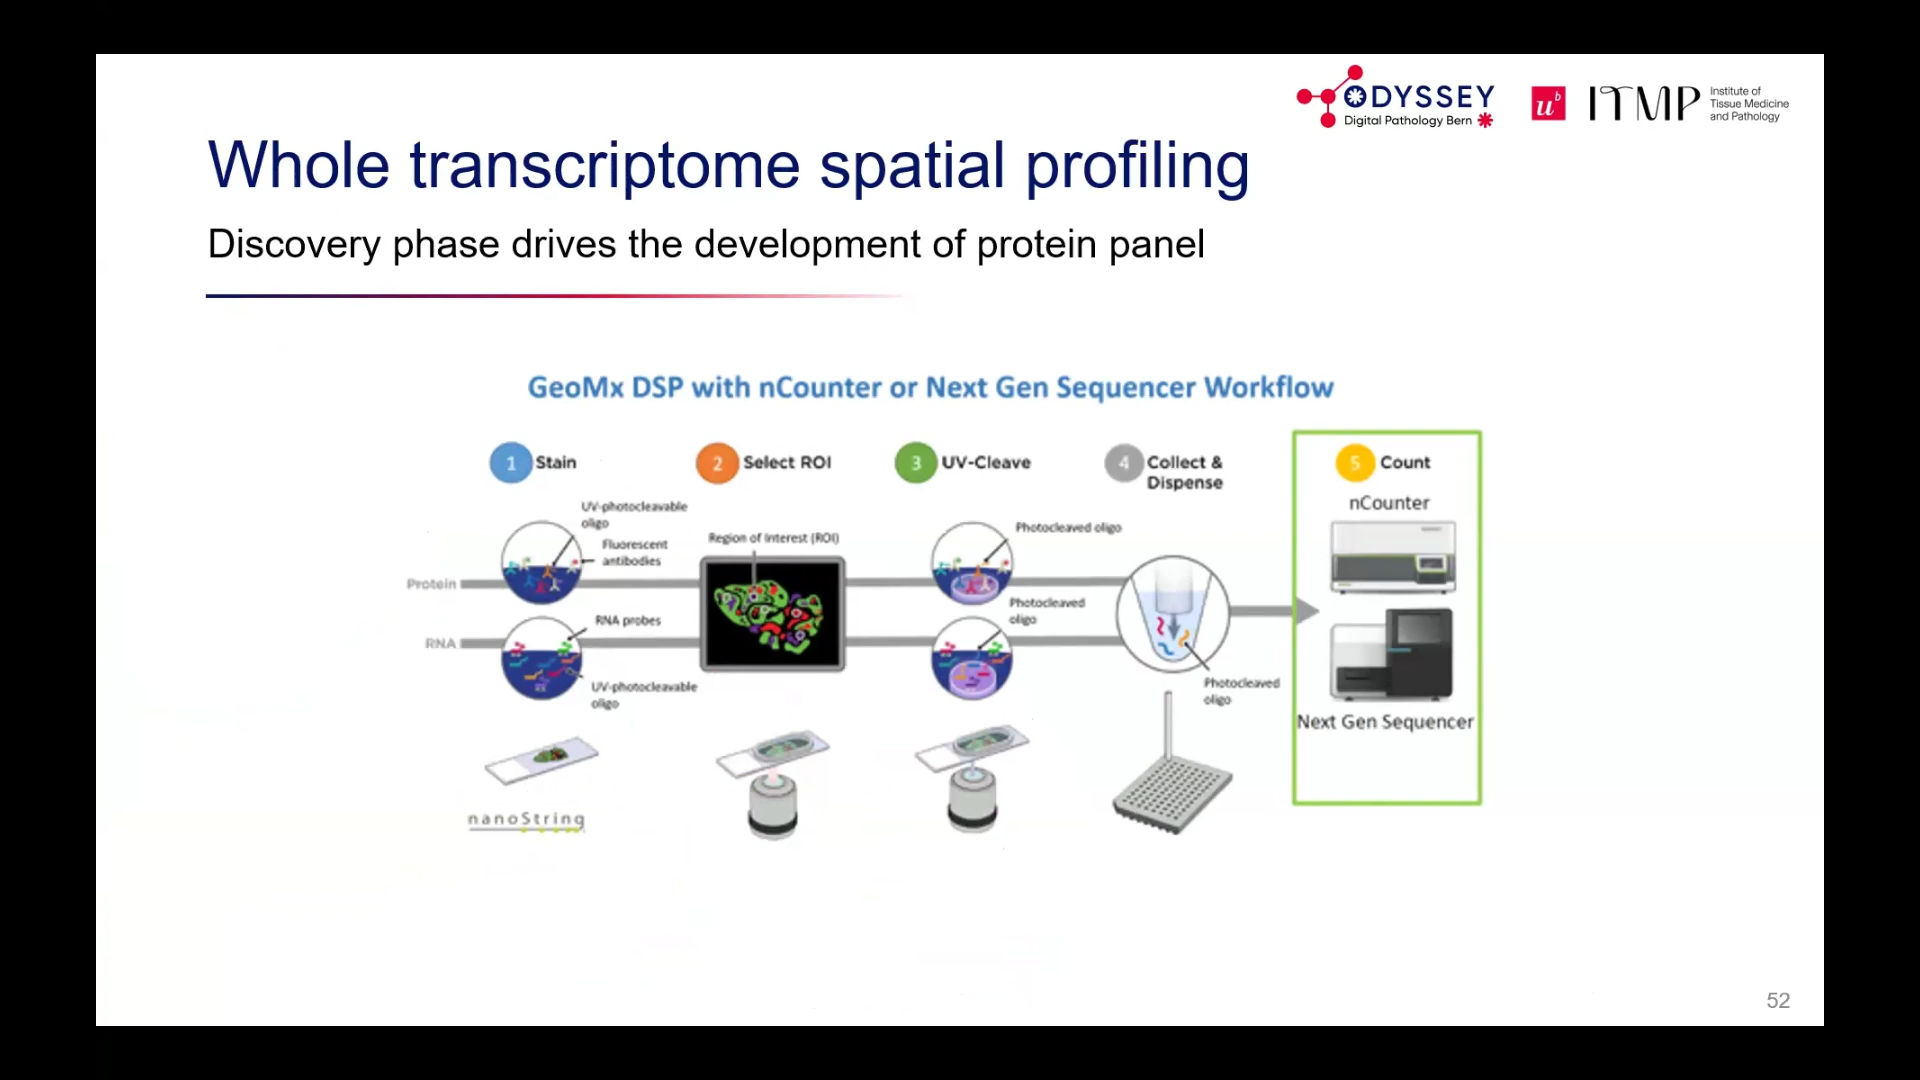 ODYSSEY
Digital Pathology Bern
u^b
ITMP
Institute of
Tissue Medicine
and Pathology
Whole transcriptome spatial profiling
Discovery phase drives the development of protein panel
GeoMx DSP with nCounter or Next Gen Sequencer Workflow
1 Stain
2 Select ROI
3 UV-Cleave
4 Collect &
Dispense
5 Count
nCounter
UV-photocleavable
oligo
Fluorescent
antibodies
Region of Interest (ROI)
Photocleaved oligo
Protein
Photocleaved
oligo
RNA probes
RNA
UV-photocleavable
oligo
Photocleaved
oligo
Next Gen Sequencer
nanoString
52